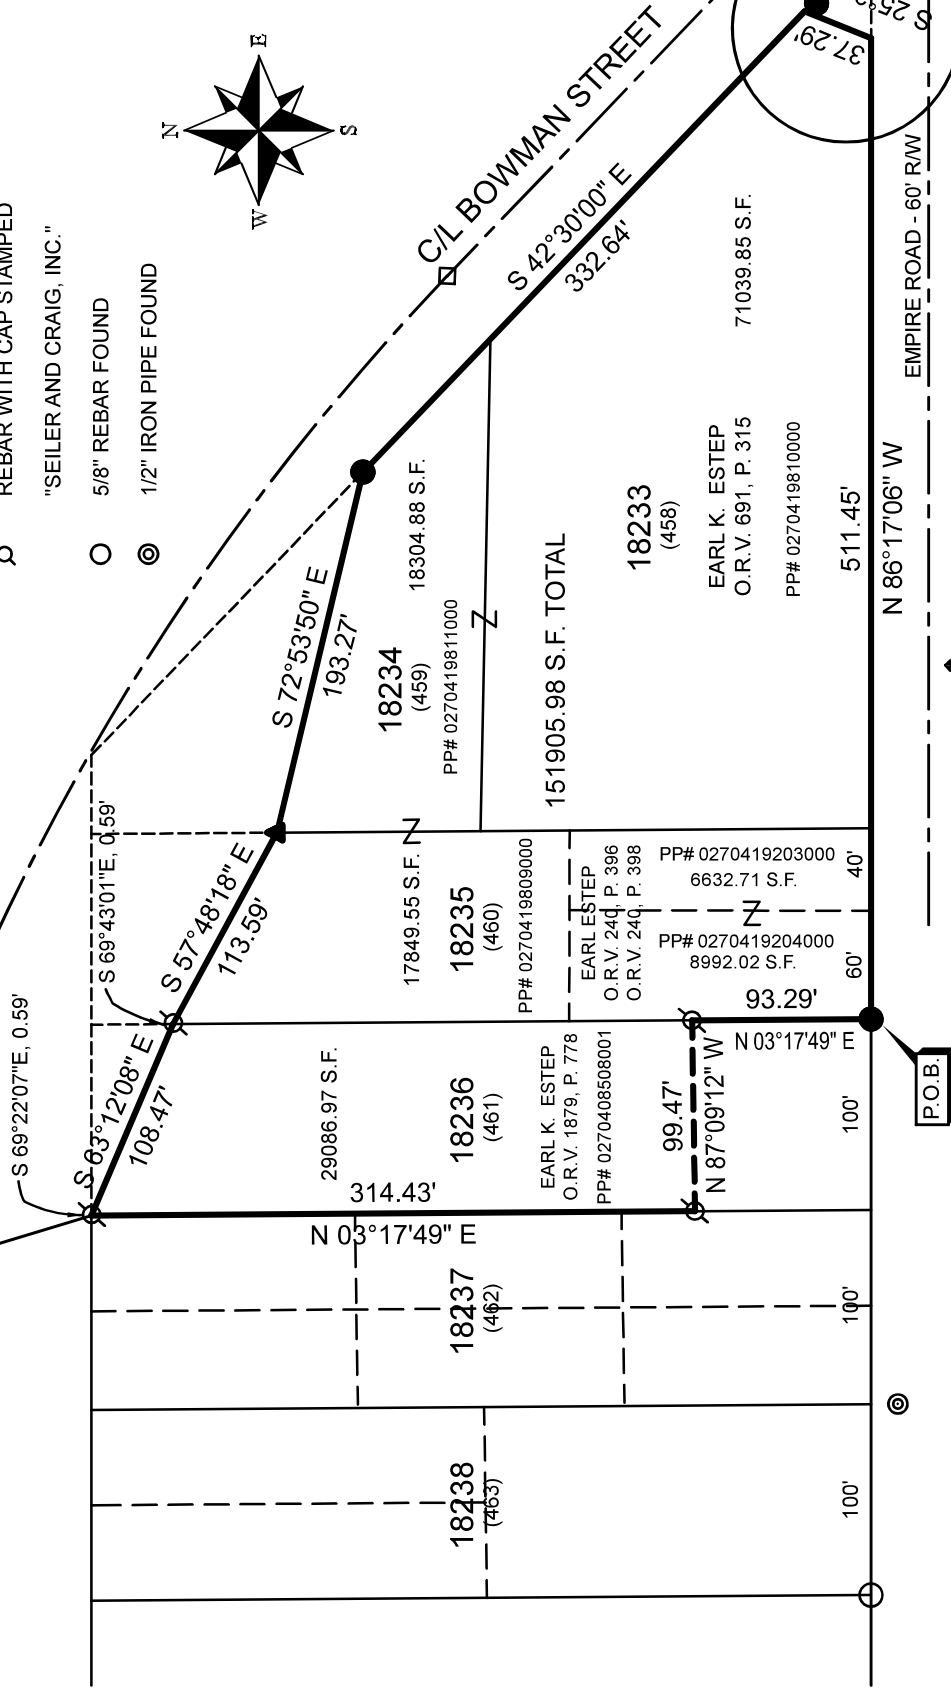 REBAR WITH CAP STAMPED
"SEILER AND CRAIG, INC."
5/8" REBAR FOUND
1/2" IRON PIPE FOUND
N
E
S
W
C/L BOWMAN STREET
S 42°30'00" E
332.64'
37.29'
71039.85 S.F.
EMPIRE ROAD - 60' R/W
S 72°53'50" E
193.27'
18304.88 S.F.
18234
(459)
PP# 0270419811000
Z
151905.98 S.F. TOTAL
18233
(458)
EARL K. ESTEP
O.R.V. 691, P. 315
PP# 0270419810000
511.45'
N 86°17'06" W
S 69°43'01"E, 0.59'
S 57°48'18" E
113.59'
Z
17849.55 S.F.
18235
(460)
PP# 0270419809000
EARL ESTEP
O.R.V. 240, P. 396
O.R.V. 240, P. 398
PP# 0270419203000
6632.71 S.F.
40'
Z
PP# 0270419204000
8992.02 S.F.
60'
93.29'
N 03°17'49" E
P.O.B.
S 69°22'07"E, 0.59'
S 63°12'08" E
108.47'
29086.97 S.F.
18236
(461)
EARL K. ESTEP
O.R.V. 1879, P. 778
PP# 0270408508001
99.47'
N 87°09'12" W
100'
314.43'
N 03°17'49" E
18237
(462)
100'
18238
(463)
100'